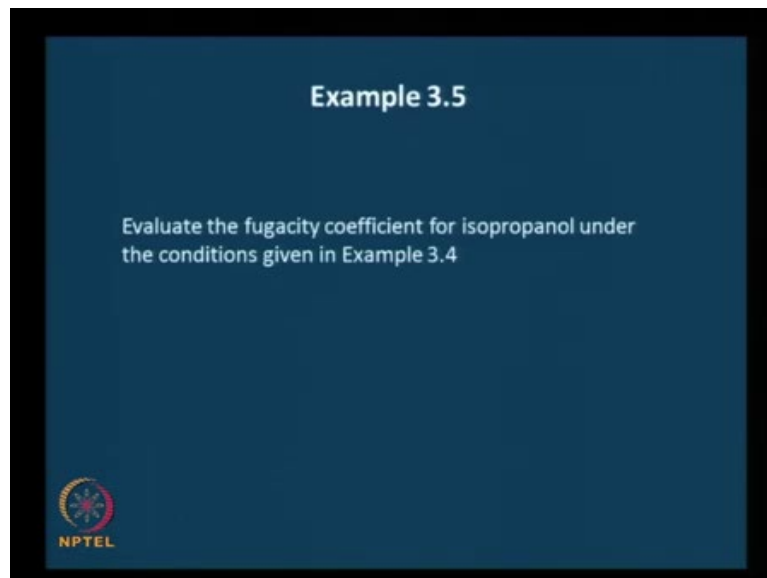 Example 3.5
Evaluate the fugacity coefficient for isopropanol under
the conditions given in Example 3.4
NPTEL